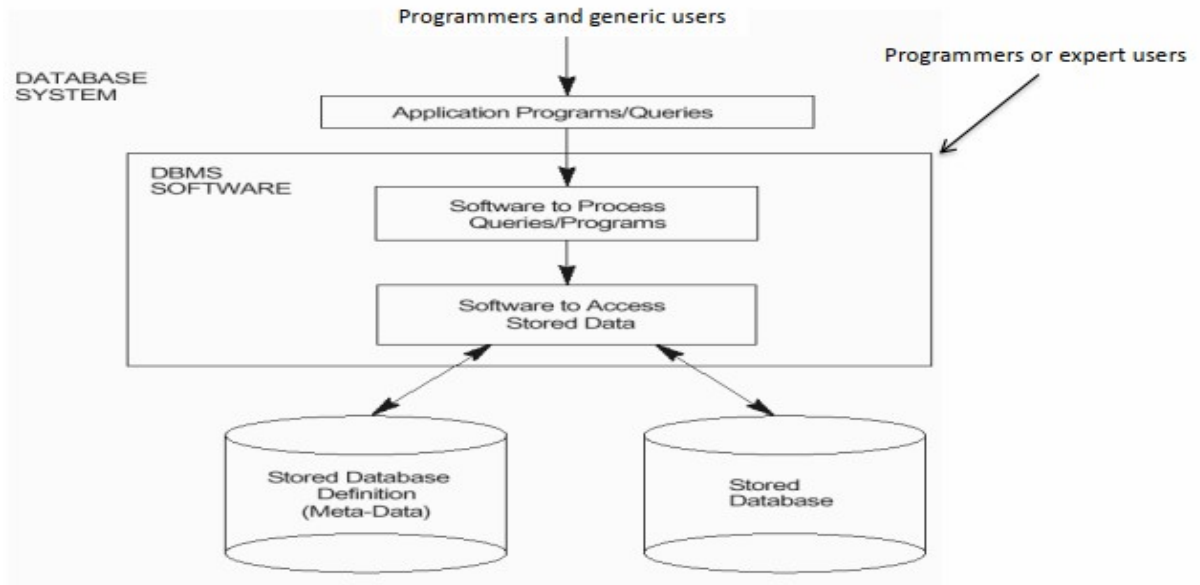 Programmers and generic users
Programmers or expert users
DATABASE
SYSTEM
Application Programs/Queries
DBMS
SOFTWARE
Software to Process
Queries/Programs
Software to Access
Stored Data
Stored Database
Definition
(Meta-Data)
Stored
Database